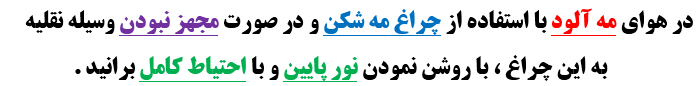 در هوای مه آلود با استفاده از چراغ مه شکن و در صورت مجهز نبودن وسیله نقلیه
به این چراغ ، با روشن نمودن نور پایین و با احتیاط کامل برانید .